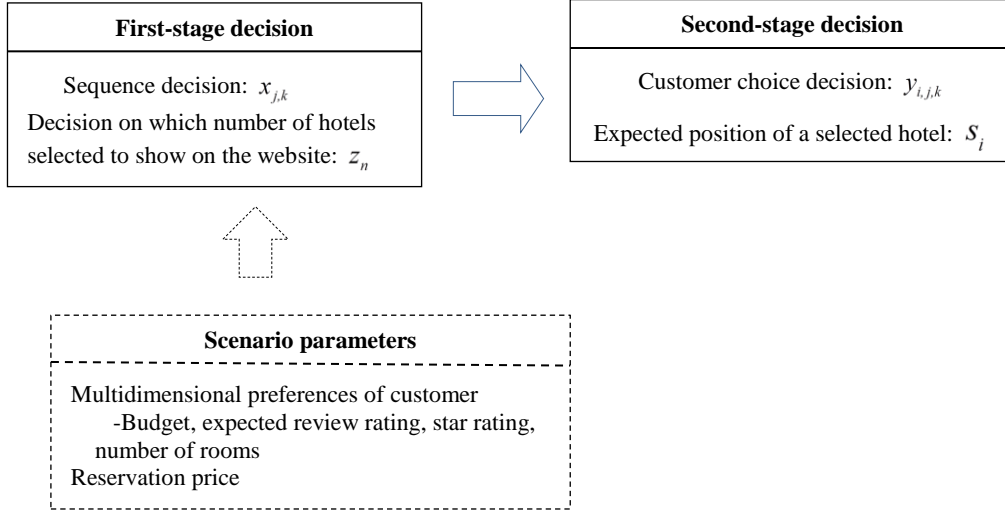 First-stage decision
Sequence decision: x_{j,k}
Decision on which number of hotels
selected to show on the website: z_n
Second-stage decision
Customer choice decision: y_{i,j,k}
Expected position of a selected hotel: s_i
Scenario parameters
Multidimensional preferences of customer
-Budget, expected review rating, star rating,
number of rooms
Reservation price